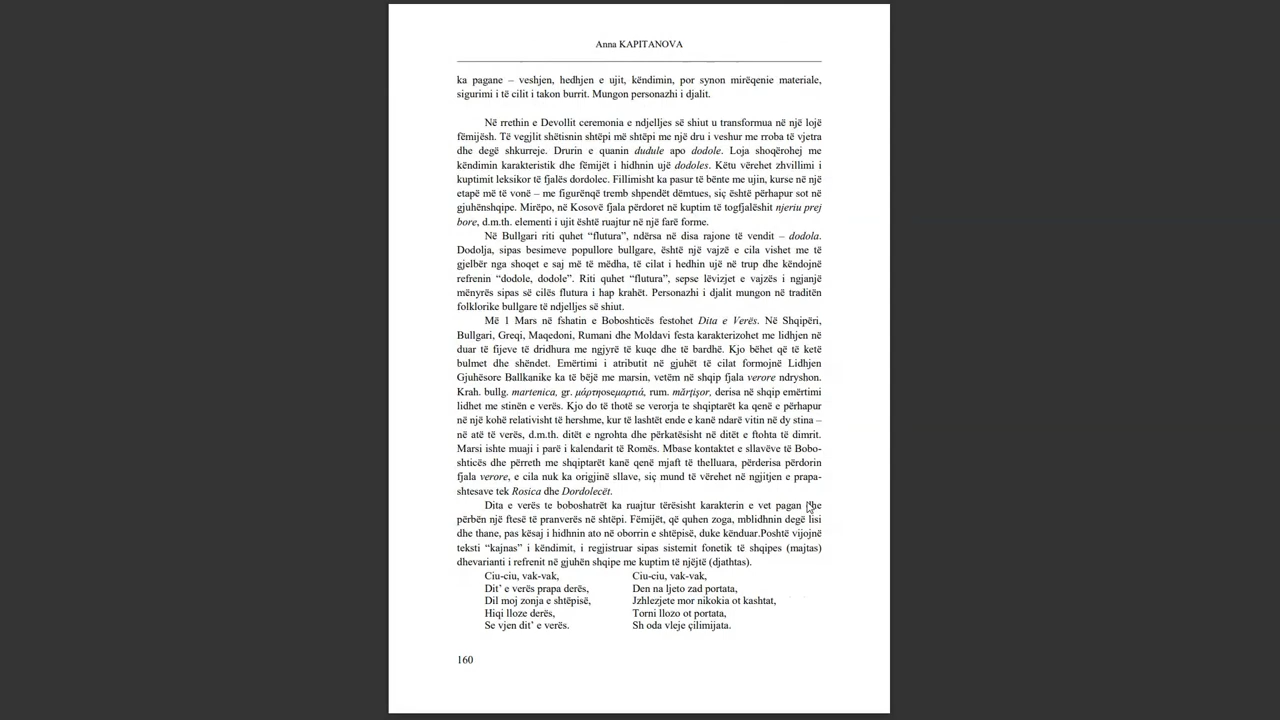 Anna KAPITANOVA
ka pagane – veshjen, hedhjen e ujit, këndimin, por synon mirëqenie materiale,
sigurimi i të cilit i takon burrit. Mungon personazhi i djalit.
Në rrethin e Devollit ceremonia e ndjelljes së shiut u transformua në një lojë
fëmijësh. Të vegjlit shëtisnin shtëpi më shtëpi me një dru i veshur me rroba të vjetra
dhe degë shkurreje. Drurin e quanin dudule apo dodole. Loja shoqërohej me
këndimin karakteristik dhe fëmijët i hidhnin ujë dodoles. Këtu vërehet zhvillimi i
kuptimit leksikor të fjalës dordolec. Fillimisht ka pasur të bënte me ujin, kurse në një
etapë më të vonë – me figurënqë tremb shpendët dëmtues, siç është përhapur sot në
gjuhënshqipe. Mirëpo, në Kosovë fjala përdoret në kuptim të togfjalëshit njeriu prej
bore, d.m.th. elementi i ujit është ruajtur në një farë forme.
Në Bullgari riti quhet “flutura”, ndërsa në disa rajone të vendit – dodola.
Dodolja, sipas besimeve popullore bullgare, është një vajzë e cila vishet me të
gjelbër nga shoqet e saj më të mëdha, të cilat i hedhin ujë në trup dhe këndojnë
refrenin “dodole, dodole”. Riti quhet “flutura”, sepse lëvizjet e vajzës i ngjanjë
mënyrës sipas së cilës flutura i hap krahët. Personazhi i djalit mungon në traditën
folklorike bullgare të ndjelljes së shiut.
Më 1 Mars në fshatin e Boboshticës festohet Dita e Verës. Në Shqipëri,
Bullgari, Greqi, Maqedoni, Rumani dhe Moldavi festa karakterizohet me lidhjen në
duar të fijeve të dridhura me ngjyrë të kuqe dhe të bardhë. Kjo bëhet që të ketë
bulmet dhe shëndet. Emërtimi i atributit në gjuhët të cilat formojnë Lidhjen
Gjuhësore Ballkanike ka të bëjë me marsin, vetëm në shqip fjala verore ndryshon.
Krah. bullg. martenica, gr. μάρτηοςεμαρτιά, rum. mărţişor, derisa në shqip emërtimi
lidhet me stinën e verës. Kjo do të thotë se verorja te shqiptarët ka qenë e përhapur
në një kohë relativisht të hershme, kur të lashtët ende e kanë ndarë vitin në dy stina –
në atë të verës, d.m.th. ditët e ngrohta dhe përkatësisht në ditët e ftohta të dimrit.
Marsi ishte muaji i parë i kalendarit të Romës. Mbase kontaktet e sllavëve të Bobo-
shticës dhe përreth me shqiptarët kanë qenë mjaft të thelluara, përderisa përdorin
fjala verore, e cila nuk ka origjinë sllave, siç mund të vërehet në ngjitjen e prapa-
shtesave tek Rosica dhe Dordolecët.
Dita e verës te boboshatrët ka ruajtur tërësisht karakterin e vet pagan dhe
përbën një ftesë të pranverës në shtëpi. Fëmijët, që quhen zoga, mblidhnin degë lisi
dhe thane, pas kësaj i hidhnin ato në oborrin e shtëpisë, duke kënduar.Poshtë vijojnë
teksti “kajnas” i këndimit, i regjistruar sipas sistemit fonetik të shqipes (majtas)
dhevarianti i refrenit në gjuhën shqipe me kuptim të njëjtë (djathtas).
Ciu-ciu, vak-vak, Ciu-ciu, vak-vak,
Dit’ e verës prapa derës, Den na ljeto zad portata,
Dil moj zonja e shtëpisë, Jzhlezjete mor nikokia ot kashtat,
Hiqi lloze derës, Torni llozo ot portata,
Se vjen dit’ e verës. Sh oda vleje çilimijata.
160